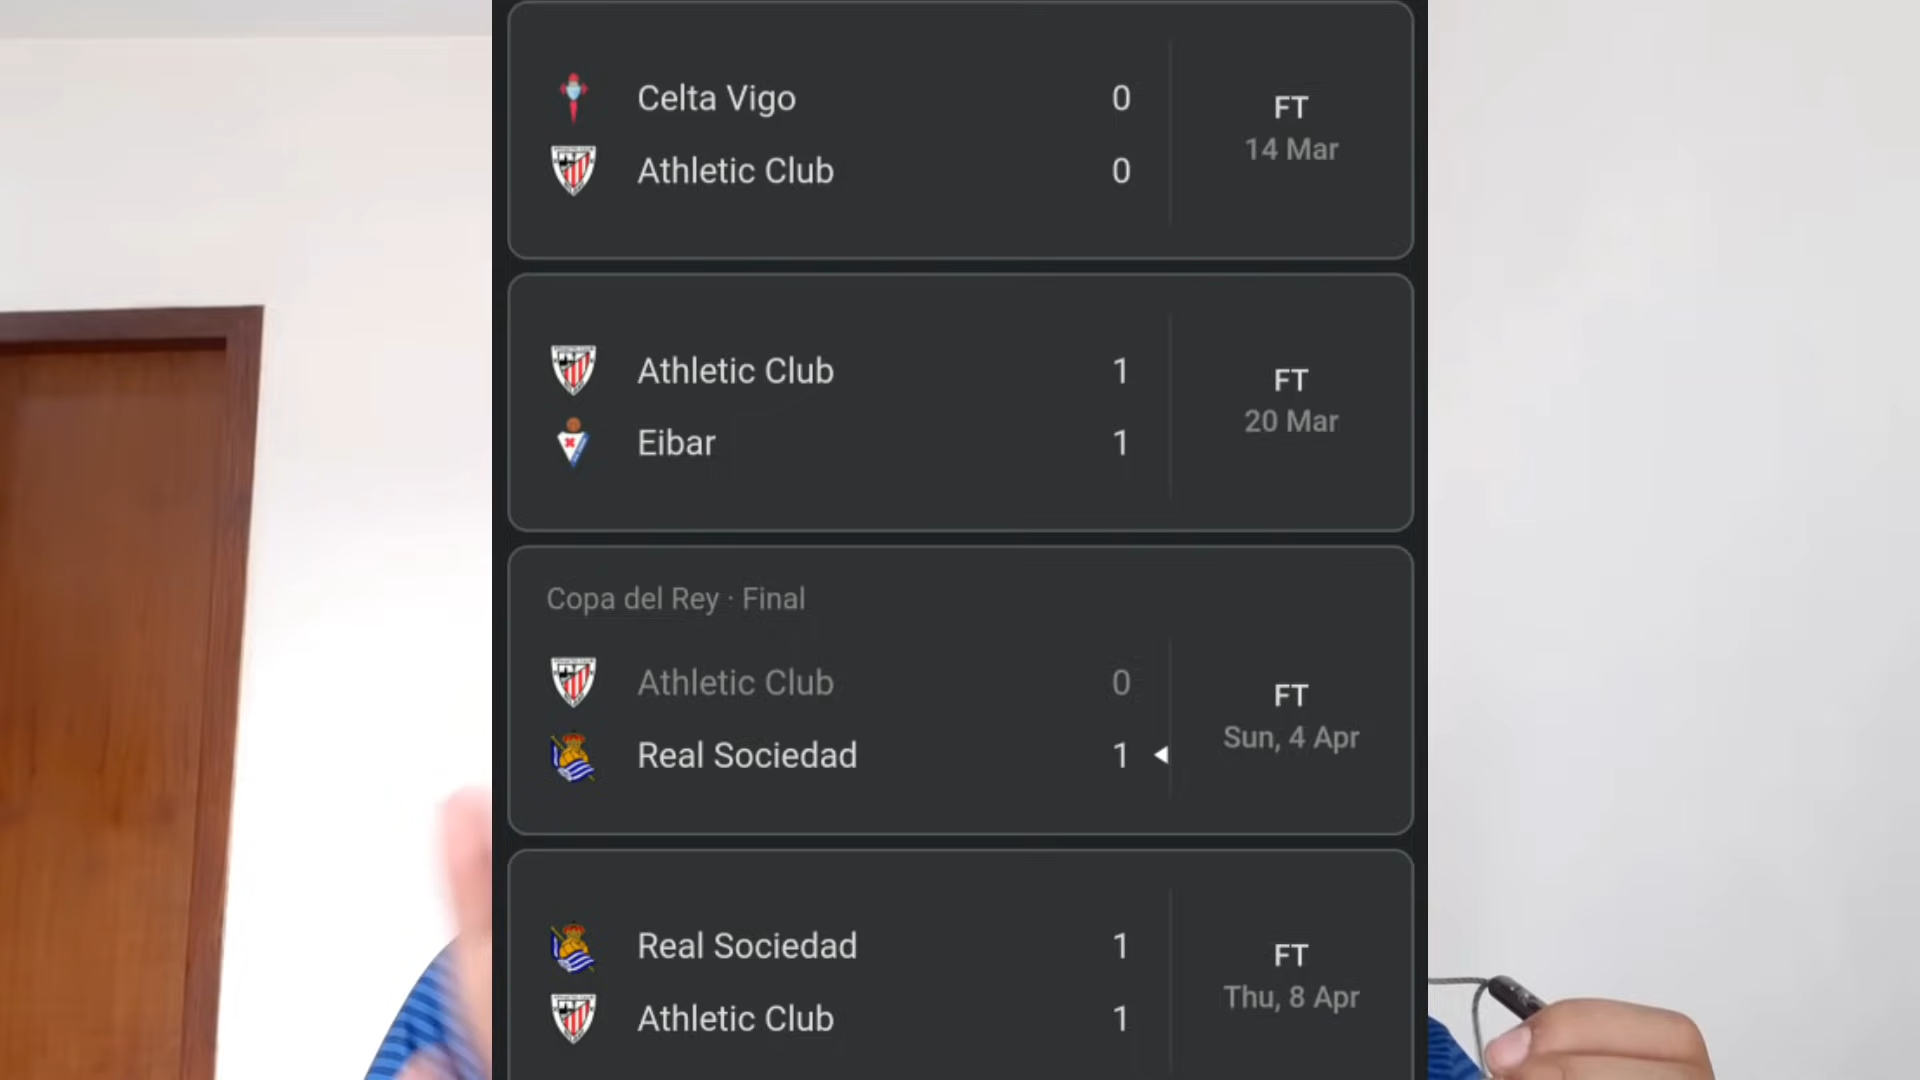 Celta Vigo 0
FT
14 Mar
Athletic Club 0
Athletic Club 1
FT
20 Mar
Eibar 1
Copa del Rey · Final
Athletic Club 0
FT
Sun, 4 Apr
Real Sociedad 1
Real Sociedad 1
FT
Thu, 8 Apr
Athletic Club 1